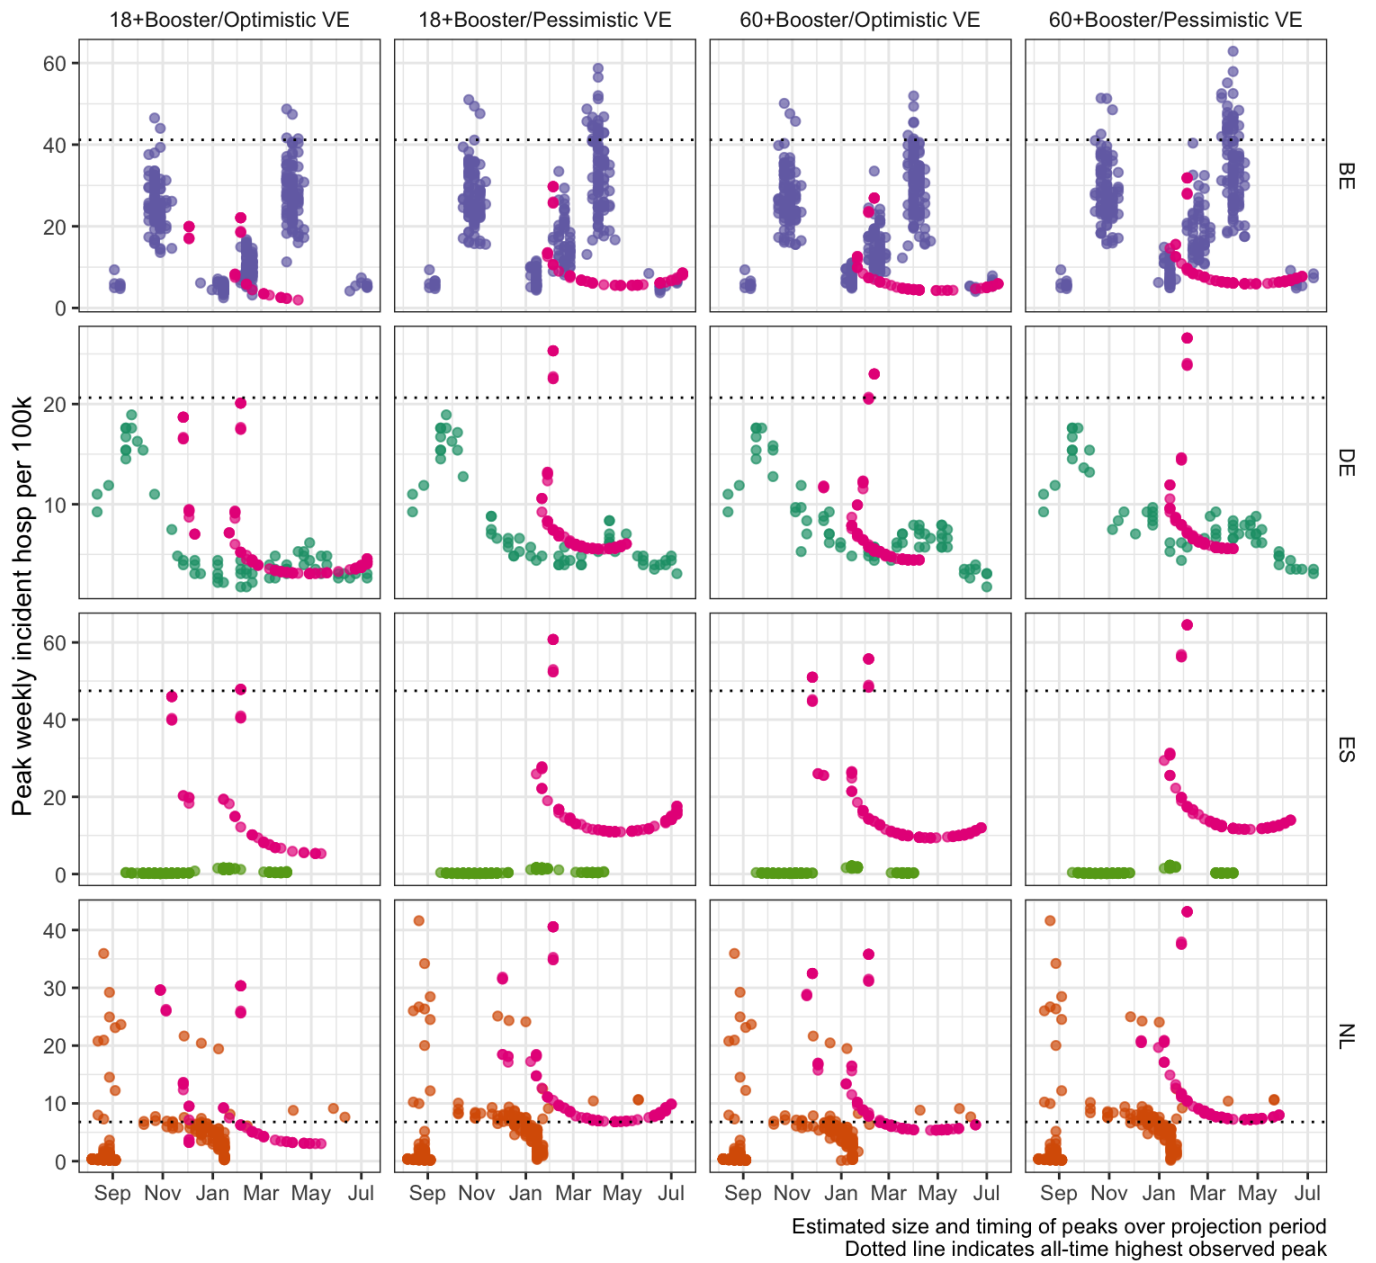 18+Booster/Optimistic VE 18+Booster/Pessimistic VE 60+Booster/Optimistic VE 60+Booster/Pessimistic VE
Peak weekly incident hosp per 100k
60
40
20
0
BE
20
10
DE
60
40
20
0
ES
40
30
20
10
0
NL
Sep Nov Jan Mar May Jul Sep Nov Jan Mar May Jul Sep Nov Jan Mar May Jul Sep Nov Jan Mar May Jul
Estimated size and timing of peaks over projection period
Dotted line indicates all-time highest observed peak